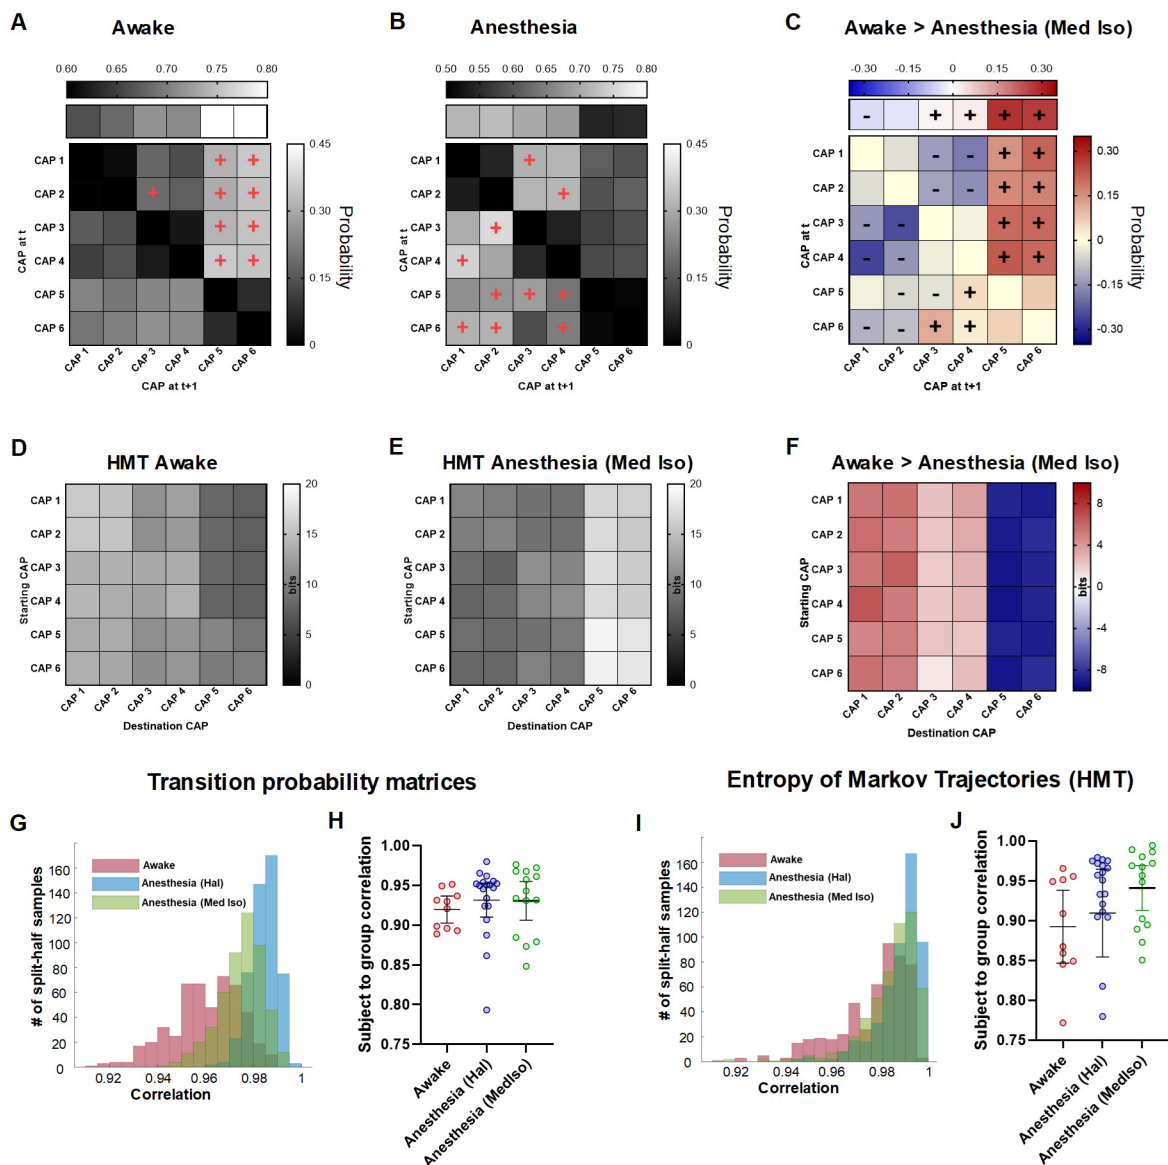 A
Awake
0.60 0.65 0.70 0.75 0.80
CAP 1
CAP 2
CAP 3
CAP 4
CAP 5
CAP 6
CAP at t
+ +
+ + +
+ +
+ +
CAP 1 CAP 2 CAP 3 CAP 4 CAP 5 CAP 6
CAP at t+1
0.45
0.30
0.15
0
Probability
B
Anesthesia
0.50 0.55 0.60 0.65 0.70 0.75 0.80
CAP 1
CAP 2
CAP 3
CAP 4
CAP 5
CAP 6
CAP at t
+
+
+
+
+ + +
+ + +
CAP 1 CAP 2 CAP 3 CAP 4 CAP 5 CAP 6
CAP at t+1
0.45
0.30
0.15
0
Probability
C
Awake > Anesthesia (Med Iso)
-0.30 -0.15 0 0.15 0.30
- + + + +
CAP 1
CAP 2
CAP 3
CAP 4
CAP 5
CAP 6
CAP at t
- - + +
- - + +
- - + +
- - + +
- - +
- - + +
CAP 1 CAP 2 CAP 3 CAP 4 CAP 5 CAP 6
CAP at t+1
0.30
0.15
0
-0.15
-0.30
Probability
D
HMT Awake
CAP 1
CAP 2
CAP 3
CAP 4
CAP 5
CAP 6
Starting CAP
CAP 1 CAP 2 CAP 3 CAP 4 CAP 5 CAP 6
Destination CAP
20
15
10
5
0
bits
E
HMT Anesthesia (Med Iso)
CAP 1
CAP 2
CAP 3
CAP 4
CAP 5
CAP 6
Starting CAP
CAP 1 CAP 2 CAP 3 CAP 4 CAP 5 CAP 6
Destination CAP
20
15
10
5
0
bits
F
Awake > Anesthesia (Med Iso)
CAP 1
CAP 2
CAP 3
CAP 4
CAP 5
CAP 6
Starting CAP
CAP 1 CAP 2 CAP 3 CAP 4 CAP 5 CAP 6
Destination CAP
8
4
0
-4
-8
bits
Transition probability matrices
G
# of split-half samples
160
140
120
100
80
60
40
20
0
Awake
Anesthesia (Hal)
Anesthesia (Med Iso)
0.92 0.94 0.96 0.98 1
Correlation
H
Subject to group correlation
1.00
0.95
0.90
0.85
0.80
0.75
Awake
Anesthesia (Hal)
Anesthesia (MedIso)
Entropy of Markov Trajectories (HMT)
I
# of split-half samples
160
140
120
100
80
60
40
20
0
Awake
Anesthesia (Hal)
Anesthesia (Med Iso)
0.92 0.94 0.96 0.98 1
Correlation
J
Subject to group correlation
1.00
0.95
0.90
0.85
0.80
0.75
Awake
Anesthesia (Hal)
Anesthesia (MedIso)